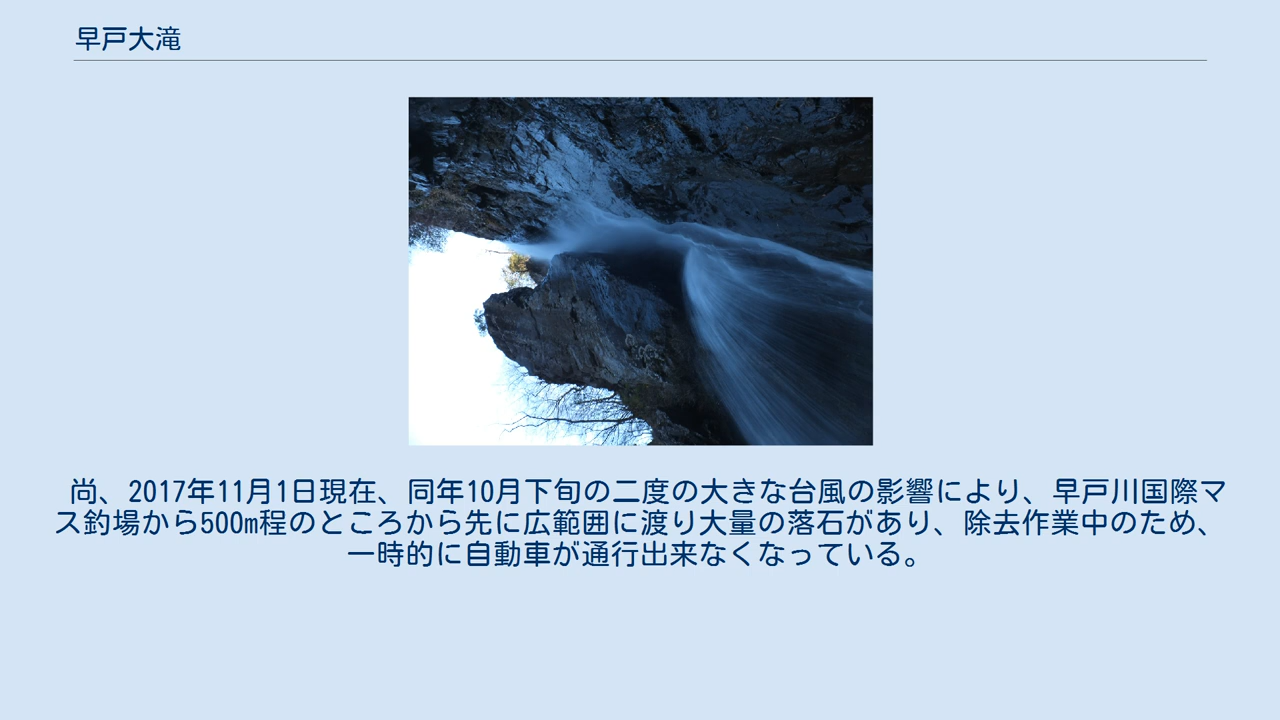 早戸大滝
尚、2017年11月1日現在、同年10月下旬の二度の大きな台風の影響により、早戸川国際マ
ス釣場から500m程のところから先に広範囲に渡り大量の落石があり、除去作業中のため、
一時的に自動車が通行出来なくなっている。